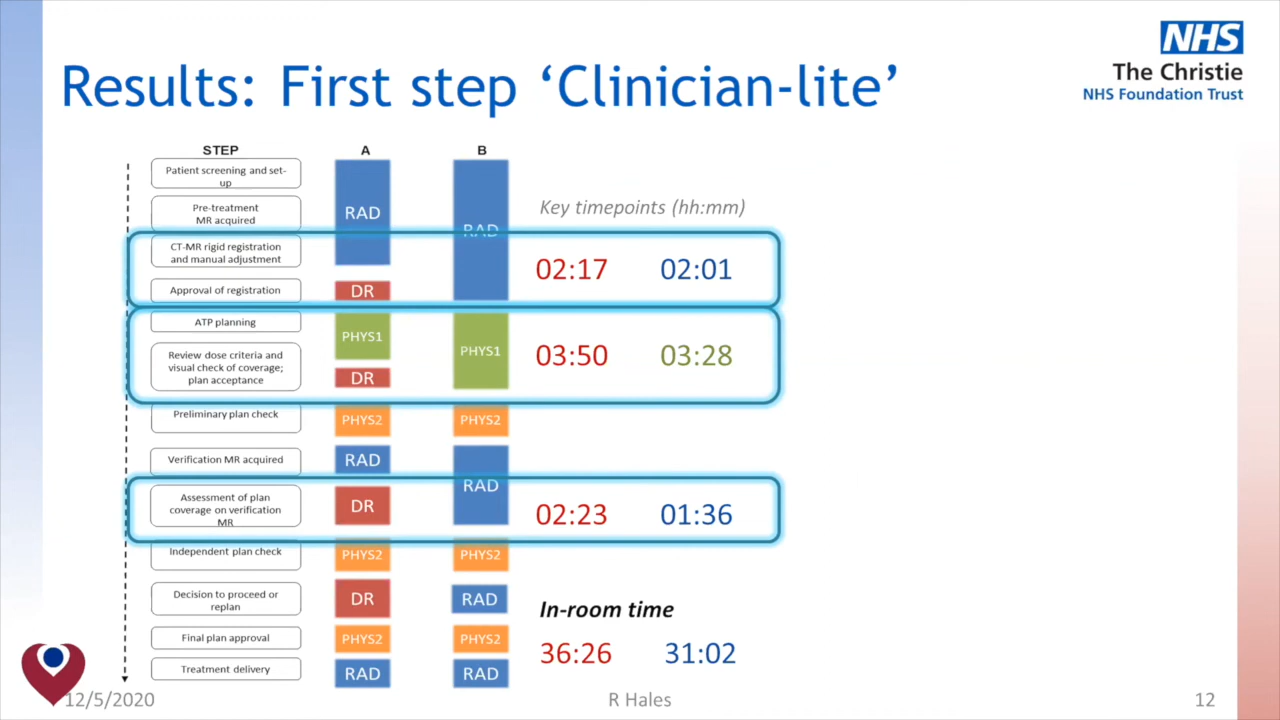 NHS
The Christie
NHS Foundation Trust
Results: First step ‘Clinician-lite’
STEP A B
Patient screening and set-
up
Pre-treatment
MR acquired
RAD
RAD
Key timepoints (hh:mm)
CT-MR rigid registration
and manual adjustment
02:17 02:01
Approval of registration
DR
ATP planning
PHYS1
PHYS1
Review dose criteria and
visual check of coverage;
plan acceptance
DR
03:50 03:28
Preliminary plan check
PHYS2 PHYS2
Verification MR acquired
RAD
RAD
Assessment of plan
coverage on verification
MR
DR
02:23 01:36
Independent plan check
PHYS2 PHYS2
Decision to proceed or
replan
DR RAD
In-room time
Final plan approval
PHYS2 PHYS2
36:26 31:02
Treatment delivery
RAD RAD
12/5/2020 R Hales 12